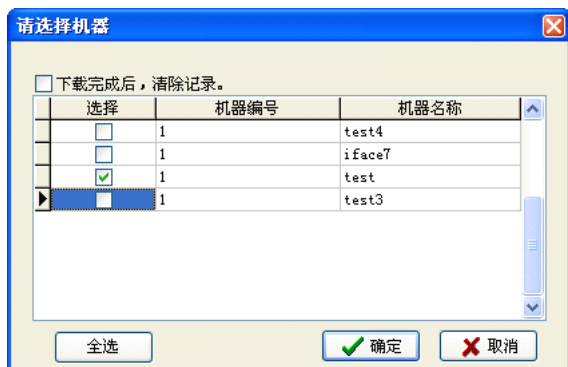 请选择机器
下载完成后，清除记录。
选择 机器编号 机器名称
1 test4
1 iface7
1 test
1 test3
全选 确定 取消